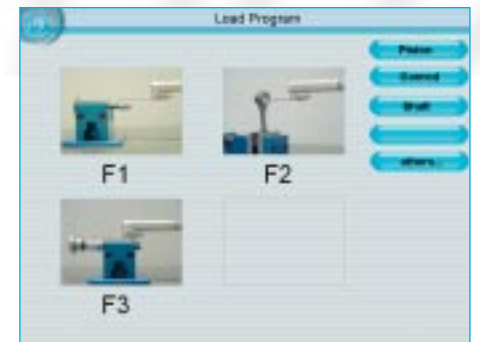 Load Program
Piston
Conrod
Shaft
others...
F1
F2
F3